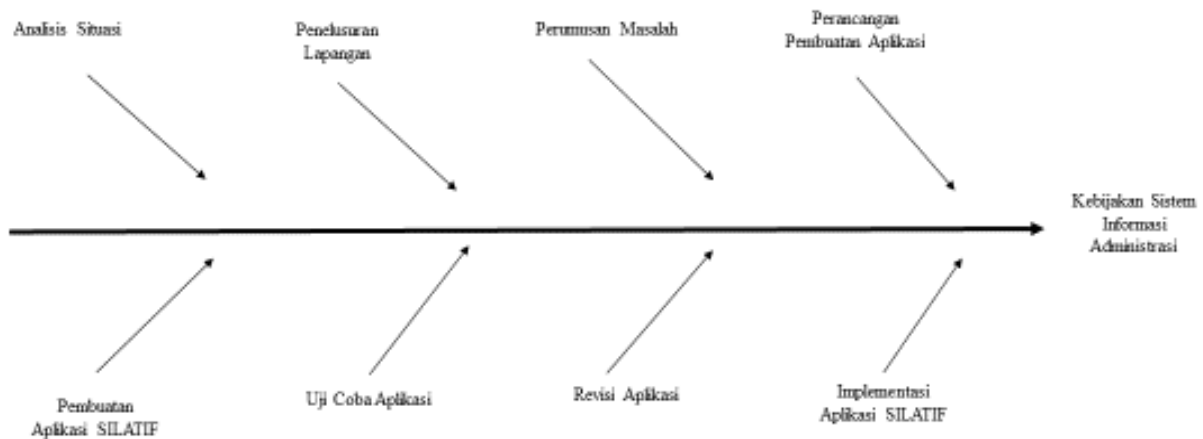 Analisis Situasi
Penelusuran
Lapangan
Perumusan Masalah
Perancangan
Pembuatan Aplikasi
Kebijakan Sistem
Informasi
Administrasi
Pembuatan
Aplikasi SILATIF
Uji Coba Aplikasi
Revisi Aplikasi
Implementasi
Aplikasi SILATIF